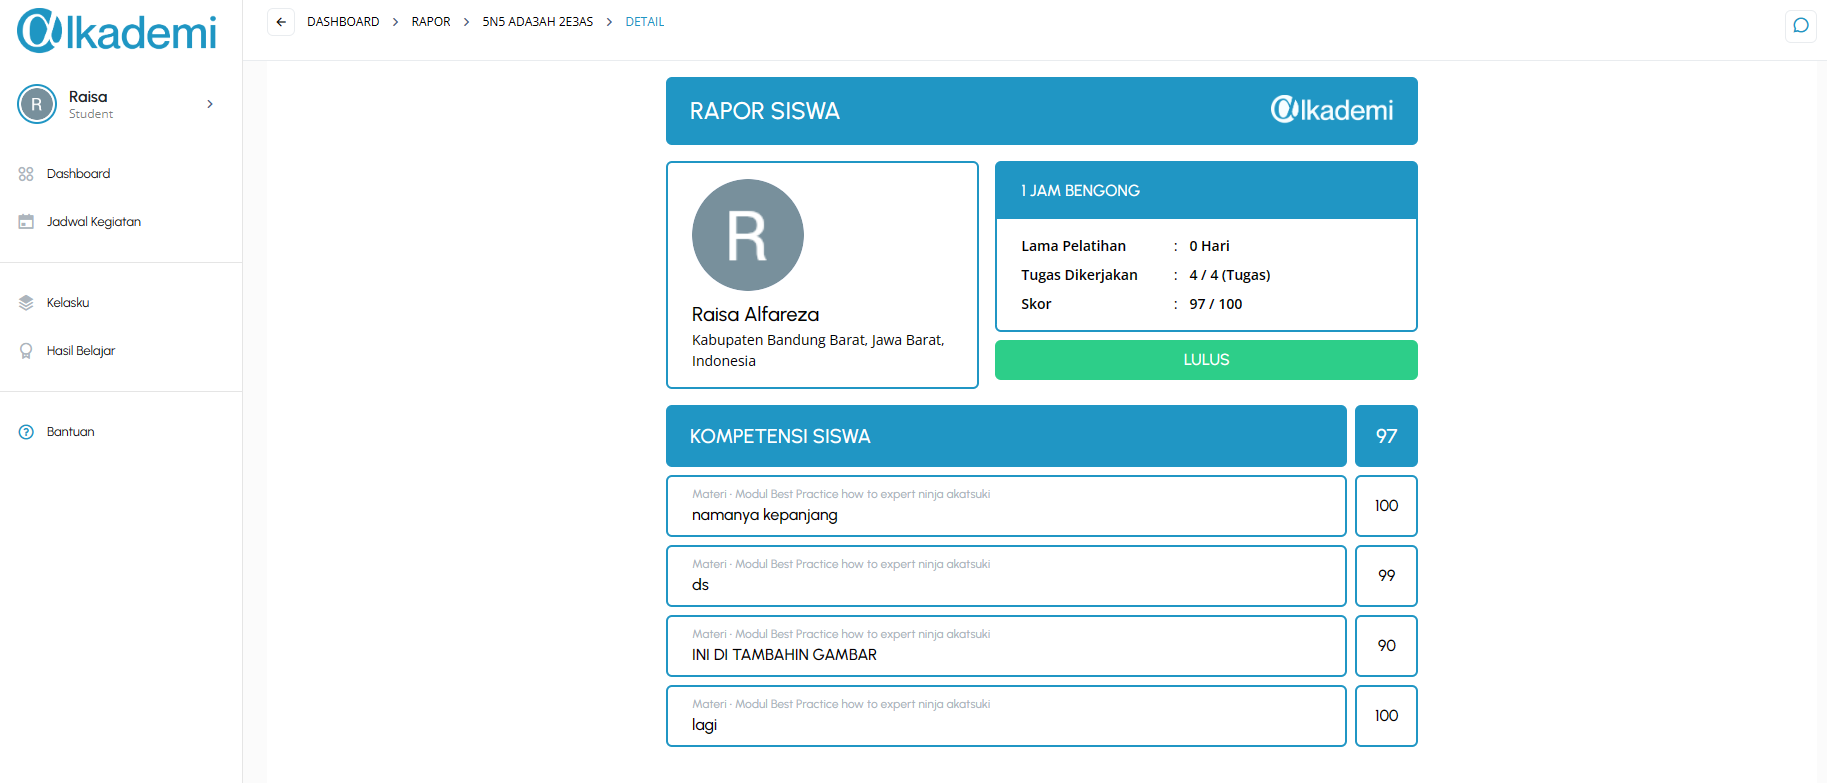 alkademi
DASHBOARD > RAPOR > 5N5 ADA3AH 2E3AS > DETAIL
R
Raisa
Student
Dashboard
Jadwal Kegiatan
Kelasku
Hasil Belajar
Bantuan
RAPOR SISWA
alkademi
R
Raisa Alfareza
Kabupaten Bandung Barat, Jawa Barat,
Indonesia
1 JAM BENGONG
Lama Pelatihan : 0 Hari
Tugas Dikerjakan : 4 / 4 (Tugas)
Skor : 97 / 100
LULUS
KOMPETENSI SISWA 97
Materi - Modul Best Practice how to expert ninja akatsuki
namanya kepanjang 100
Materi - Modul Best Practice how to expert ninja akatsuki
ds 99
Materi - Modul Best Practice how to expert ninja akatsuki
INI DI TAMBAHIN GAMBAR 90
Materi - Modul Best Practice how to expert ninja akatsuki
lagi 100